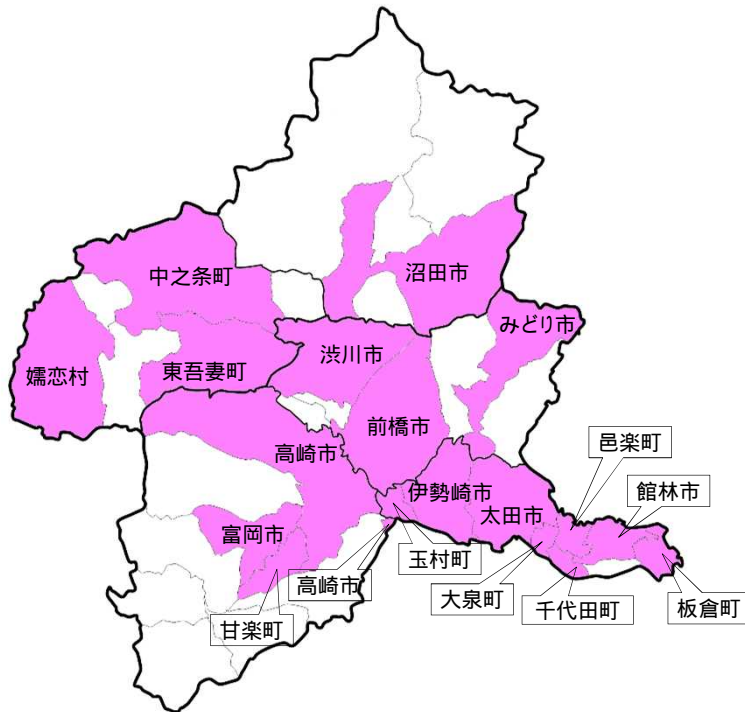 沼田市
中之条町
みどり市
渋川市
東吾妻町
嬬恋村
前橋市
高崎市
邑楽町
館林市
伊勢崎市
太田市
富岡市
玉村町
高崎市
大泉町
千代田町
板倉町
甘楽町